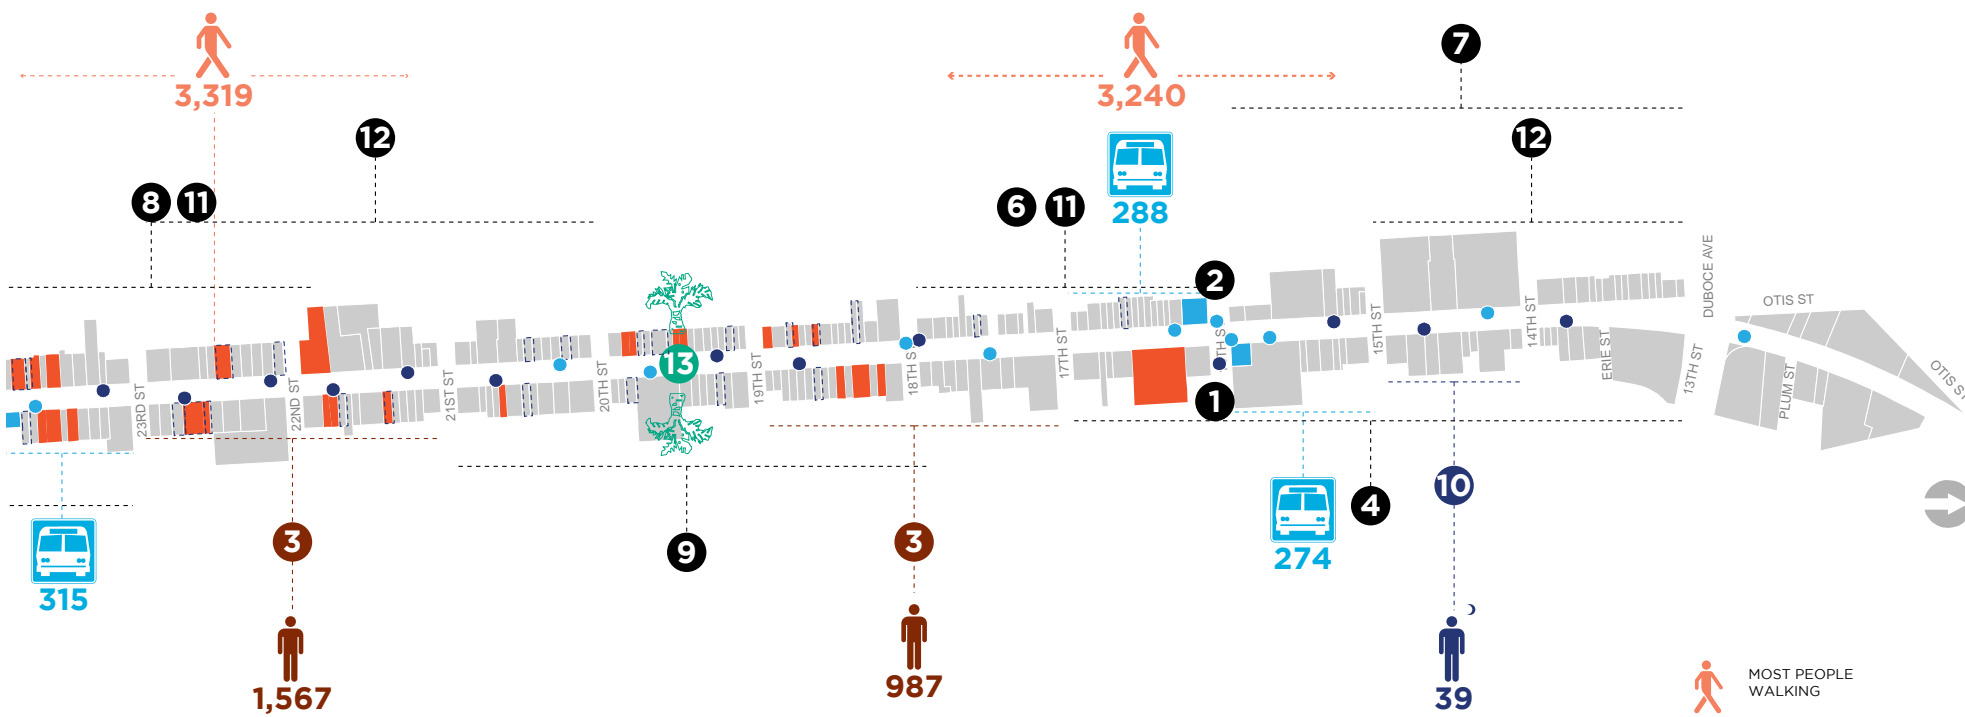 7
3,319
3,240
12
12
8
11
6
11
288
2
DUBOCE AVE
OTIS ST
OTIS ST
13
23RD ST
22ND ST
21ST ST
20TH ST
19TH ST
18TH S
17TH ST
15TH ST
14TH ST
ERIE ST
13TH ST
PLUM ST
1
10
4
3
9
3
315
274
1,567
987
39
MOST PEOPLE
WALKING